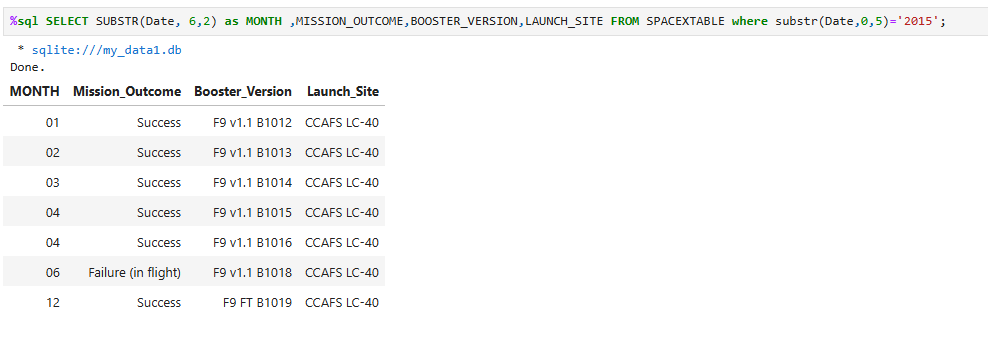 %sql SELECT SUBSTR(Date, 6,2) as MONTH ,MISSION_OUTCOME,BOOSTER_VERSION,LAUNCH_SITE FROM SPACEXTABLE where substr(Date,0,5)='2015';
* sqlite:///my_data1.db
Done.
MONTH Mission_Outcome Booster_Version Launch_Site
01 Success F9 v1.1 B1012 CCAFS LC-40
02 Success F9 v1.1 B1013 CCAFS LC-40
03 Success F9 v1.1 B1014 CCAFS LC-40
04 Success F9 v1.1 B1015 CCAFS LC-40
04 Success F9 v1.1 B1016 CCAFS LC-40
06 Failure (in flight) F9 v1.1 B1018 CCAFS LC-40
12 Success F9 FT B1019 CCAFS LC-40